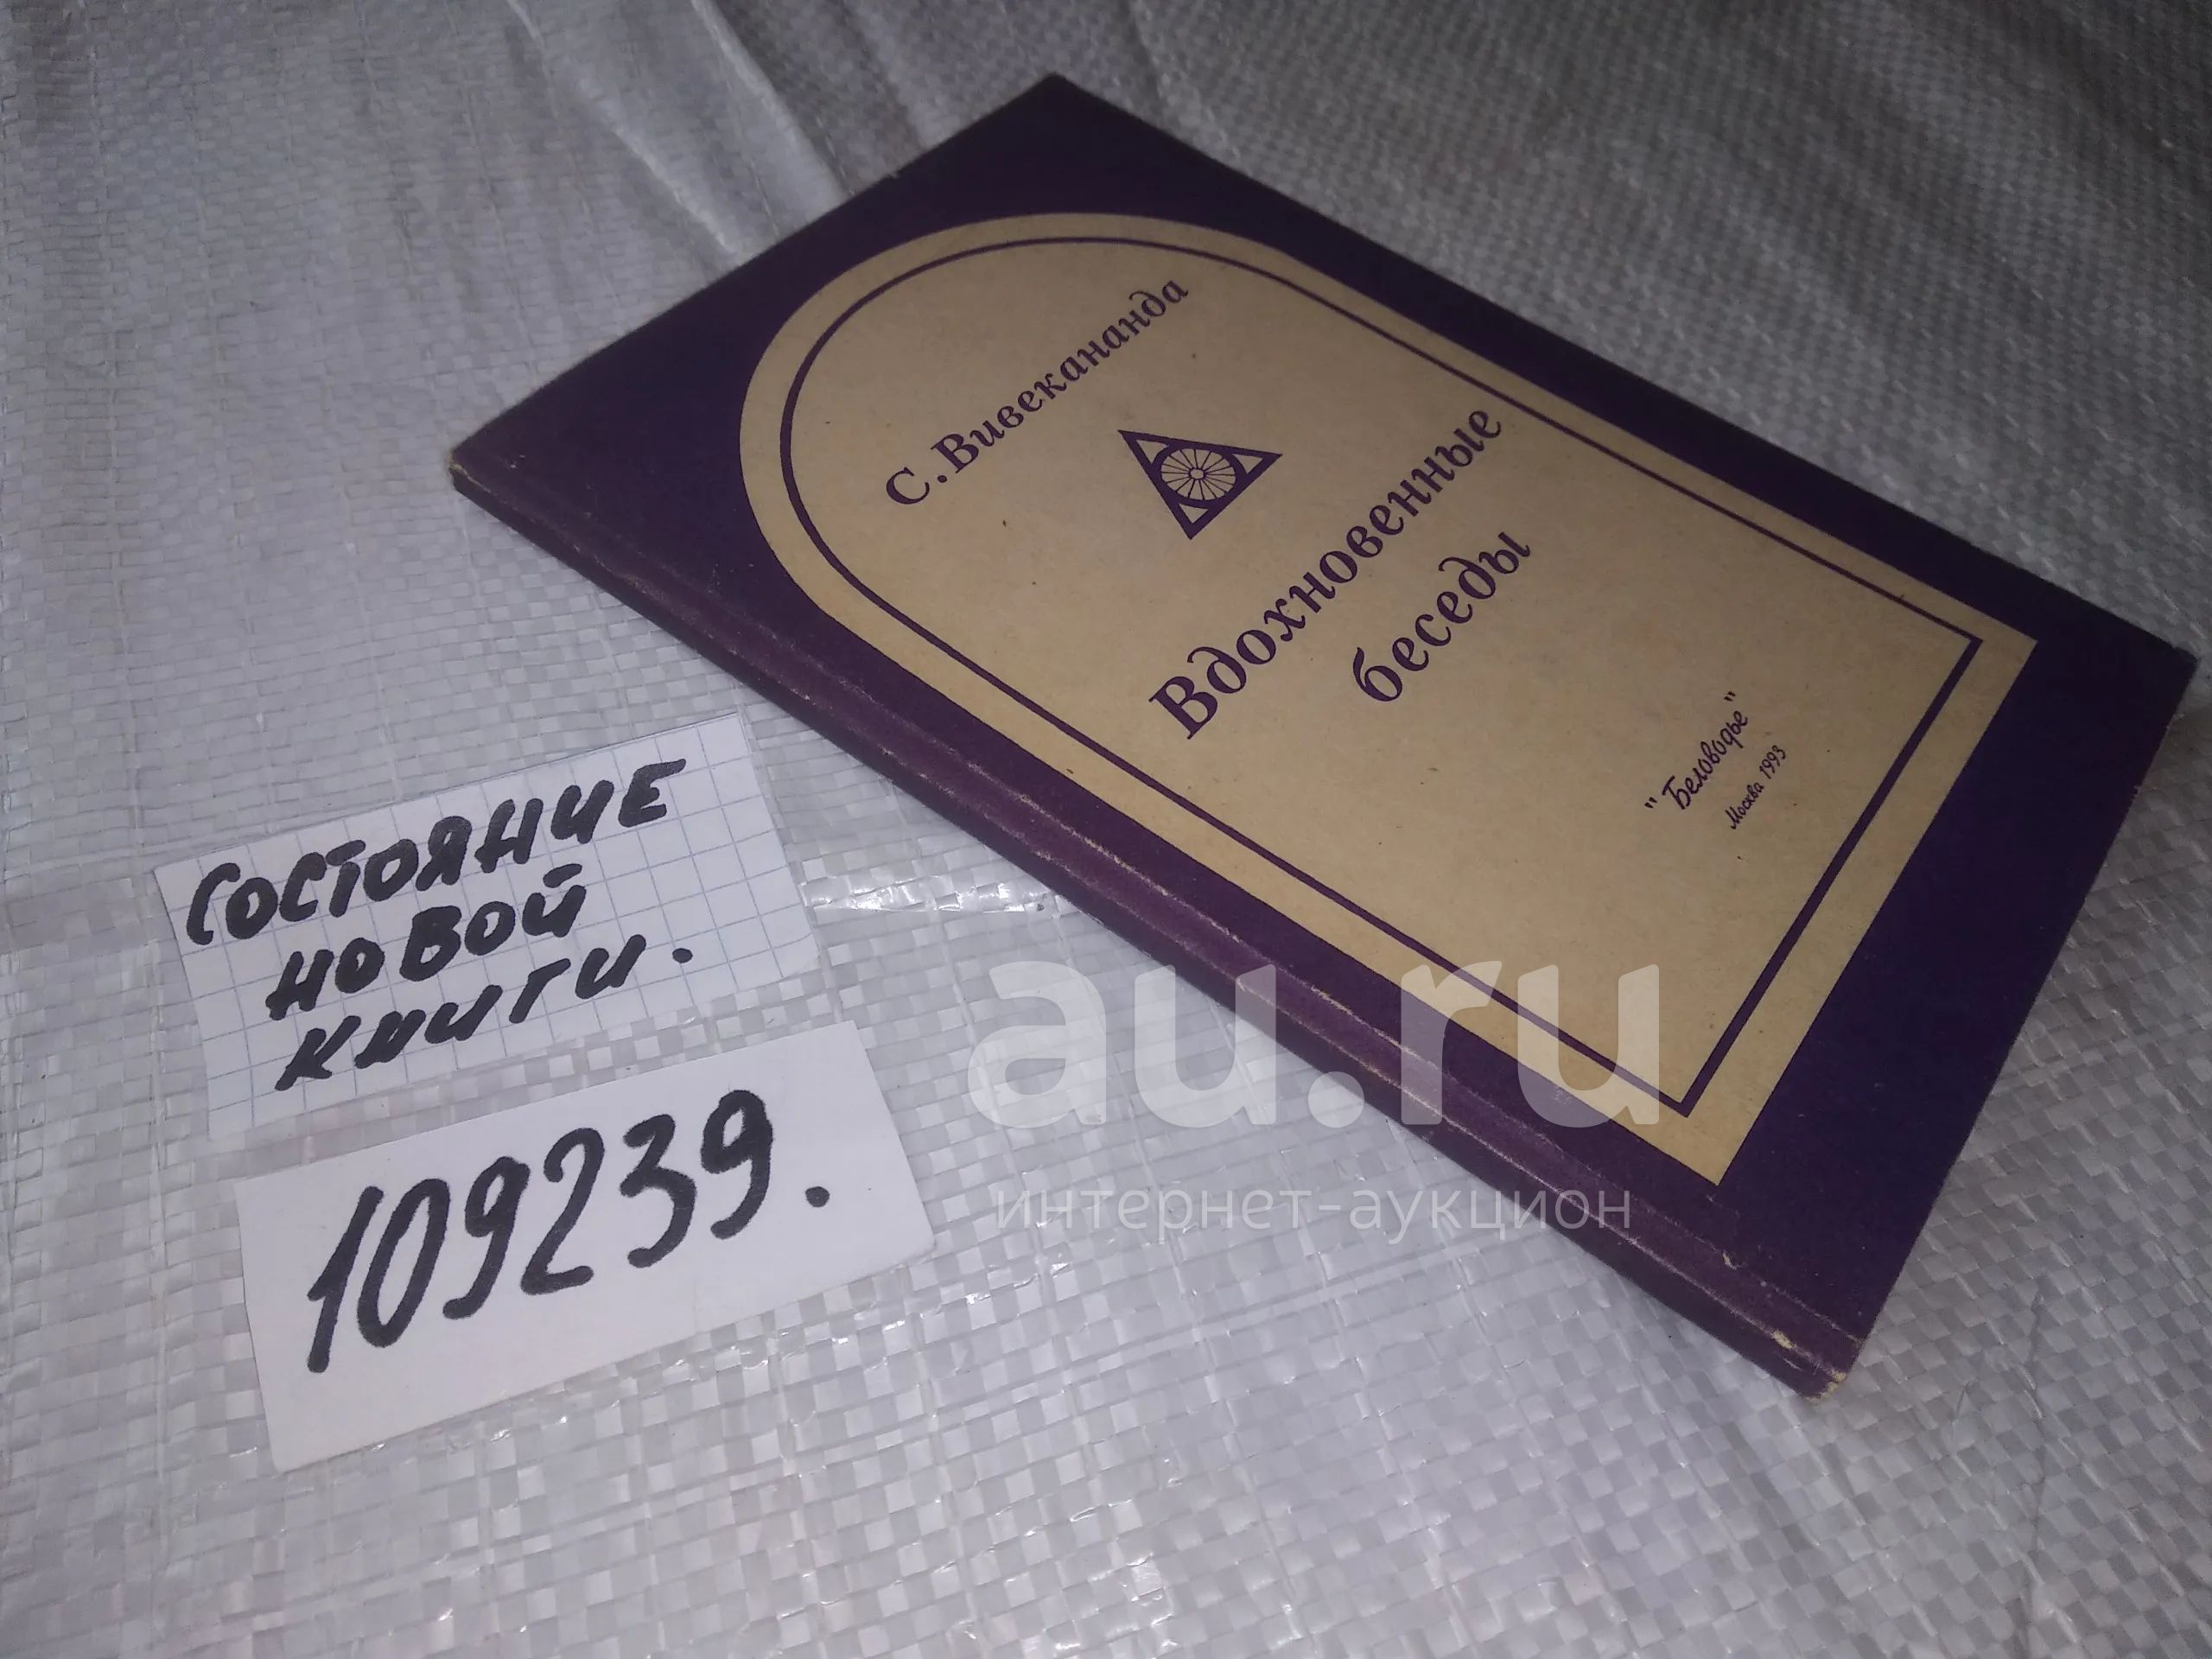 С. Вивекананда
Вдохновенные
беседы
"Беловодье"
Москва 1993
СОСТОЯНИЕ
НОВОЙ
КНИГИ.
109239.
au.ru
интернет-аукцион